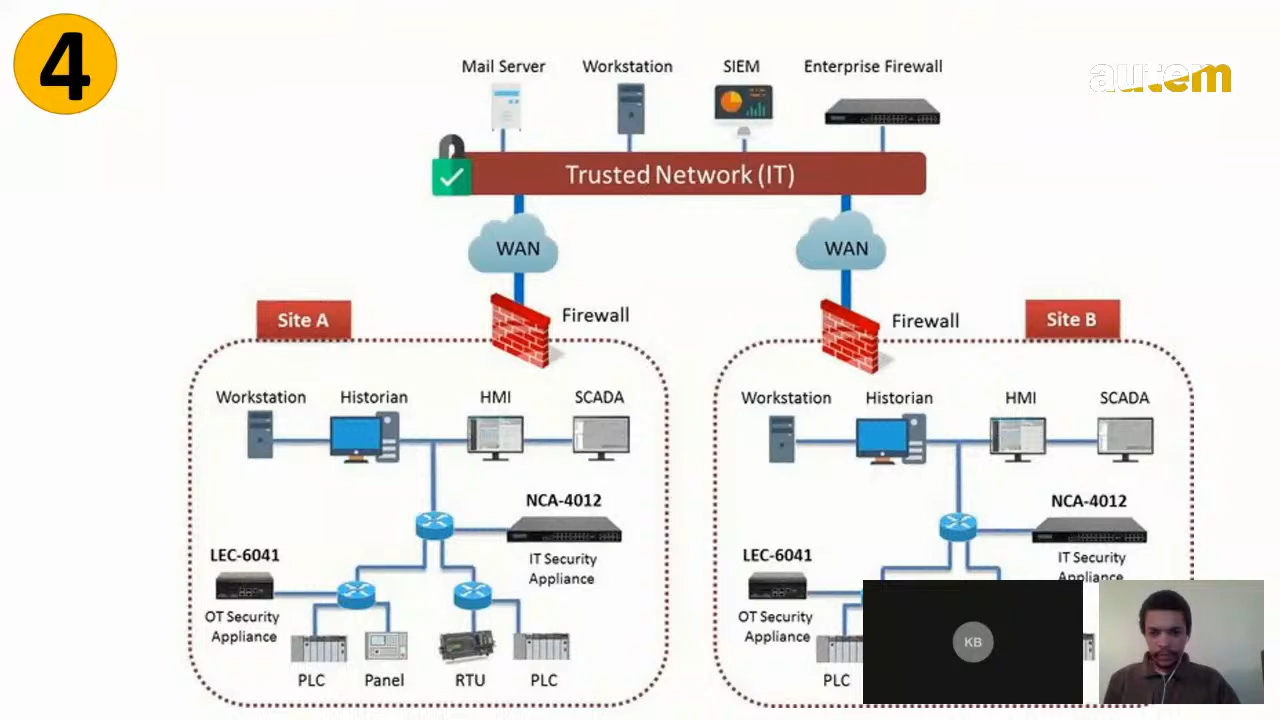 4
autem
Mail Server
Workstation
SIEM
Enterprise Firewall
Trusted Network (IT)
WAN
WAN
Site A
Firewall
Firewall
Site B
Workstation
Historian
HMI
SCADA
Workstation
Historian
HMI
SCADA
NCA-4012
NCA-4012
IT Security
Appliance
IT Security
Appliance
LEC-6041
LEC-6041
OT Security
Appliance
OT Security
Appliance
KB
PLC
Panel
RTU
PLC
PLC